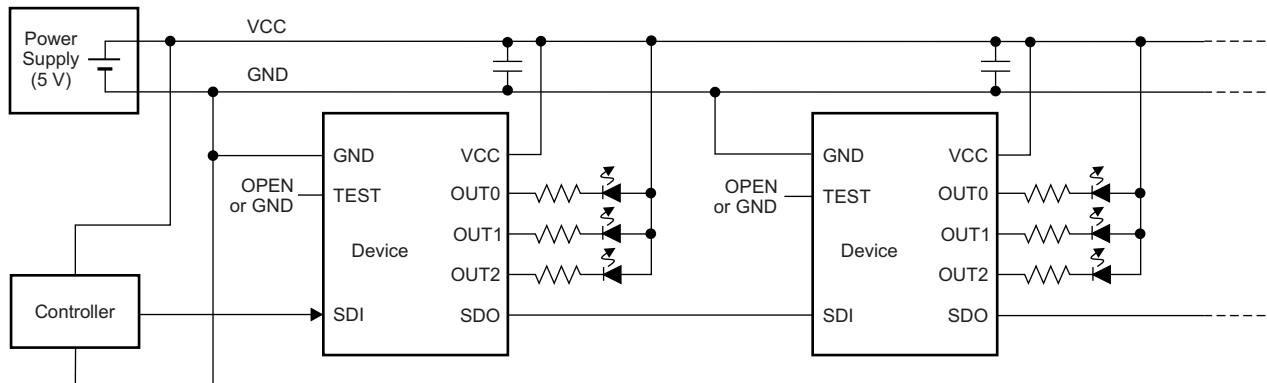 Power
Supply
(5 V)
VCC
GND
GND
VCC
OPEN
or GND
TEST
OUT0
OUT1
Device
OUT2
SDI
SDO
GND
VCC
OPEN
or GND
TEST
OUT0
OUT1
Device
OUT2
SDI
SDO
Controller